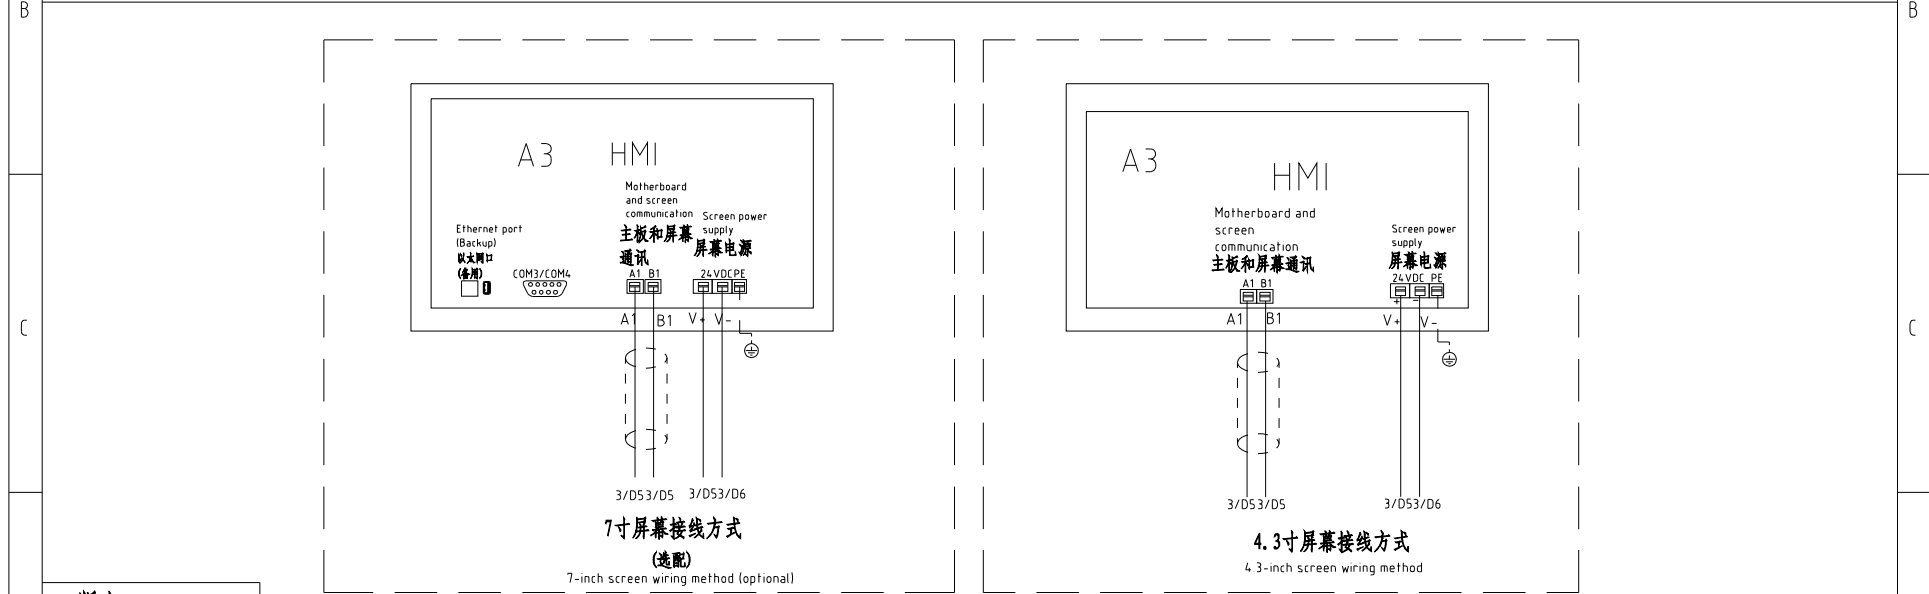 B
B
A3
HMI
Motherboard
and screen
communication
主板和屏幕
通讯
Screen power
supply
屏幕电源
Ethernet port
(Backup)
以太网口
(备用)
COM3/COM4
A1 B1
24VDC PE
A1
B1
V+
V-
3/D5 3/D5
3/D5 3/D6
7寸屏幕接线方式
(选配)
7-inch screen wiring method (optional)
A3
HMI
Motherboard and
screen
communication
主板和屏幕通讯
Screen power
supply
屏幕电源
A1 B1
24VDC PE
+ -
A1
B1
V+
V-
3/D5 3/D5
3/D5 3/D6
4.3寸屏幕接线方式
4.3-inch screen wiring method
C
C